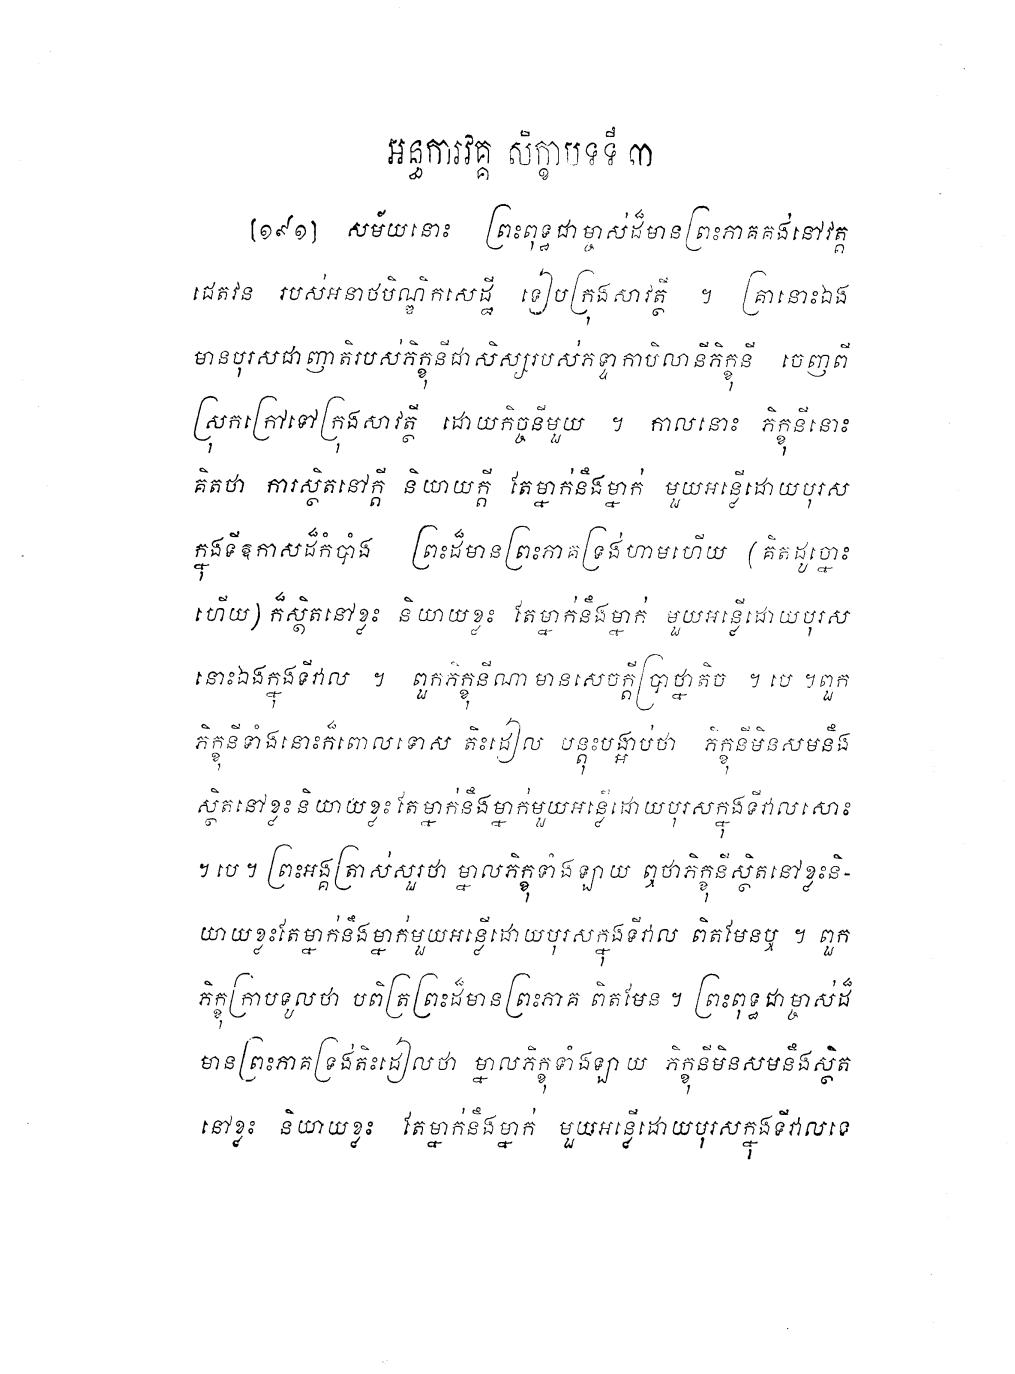 អន្ធការវគ្គ សិក្ខាបទទី ៣
[១៩១] សម័យនោះ ព្រះពុទ្ធជាម្ចាស់ដ៏មានព្រះភាគគង់នៅវត្ត
ជេតវន របស់អនាថបិណ្ឌិកសេដ្ឋី ទៀបក្រុងសាវត្ថី ។ គ្រានោះឯង
មានបុរសជាញាតិរបស់ភិក្ខុនីជាសិស្សរបស់ភទ្ទាកាបិលានីភិក្ខុនី ចេញពី
ស្រុកក្រៅទៅក្រុងសាវត្ថី ដោយកិច្ចនីមួយ ។ កាលនោះ ភិក្ខុនីនោះ
គិតថា ការស្ថិតនៅក្តី និយាយក្តី តែម្នាក់នឹងម្នាក់ មួយអន្លើដោយបុរស
ក្នុងទីឱកាសដ៏កំបាំង ព្រះដ៏មានព្រះភាគទ្រង់ហាមហើយ (គិតដូច្នោះ
ហើយ) ក៏ស្ថិតនៅខ្លះ និយាយខ្លះ តែម្នាក់នឹងម្នាក់ មួយអន្លើដោយបុរស
នោះឯងក្នុងទីវាល ។ ពួកភិក្ខុនីណា មានសេចក្តីប្រាថ្នាតិច ។ បេ ។ ពួក
ភិក្ខុនីទាំងនោះក៏ពោលទោស តិះដៀល បន្តុះបង្អាប់ថា ភិក្ខុនីមិនសមនឹង
ស្ថិតនៅខ្លះ និយាយខ្លះ តែម្នាក់នឹងម្នាក់មួយអន្លើដោយបុរសក្នុងទីវាលសោះ
។ បេ ។ ព្រះអង្គត្រាស់សួរថា ម្នាលភិក្ខុទាំងឡាយ ឮថាភិក្ខុនីស្ថិតនៅខ្លះនិ-
យាយខ្លះតែម្នាក់នឹងម្នាក់មួយអន្លើដោយបុរសក្នុងទីវាល ពិតមែនឬ ។ ពួក
ភិក្ខុក្រាបទូលថា បពិត្រព្រះដ៏មានព្រះភាគ ពិតមែន ។ ព្រះពុទ្ធជាម្ចាស់ដ៏
មានព្រះភាគទ្រង់តិះដៀលថា ម្នាលភិក្ខុទាំងឡាយ ភិក្ខុនីមិនសមនឹងស្ថិត
នៅខ្លះ និយាយខ្លះ តែម្នាក់នឹងម្នាក់ មួយអន្លើដោយបុរសក្នុងទីវាលទេ